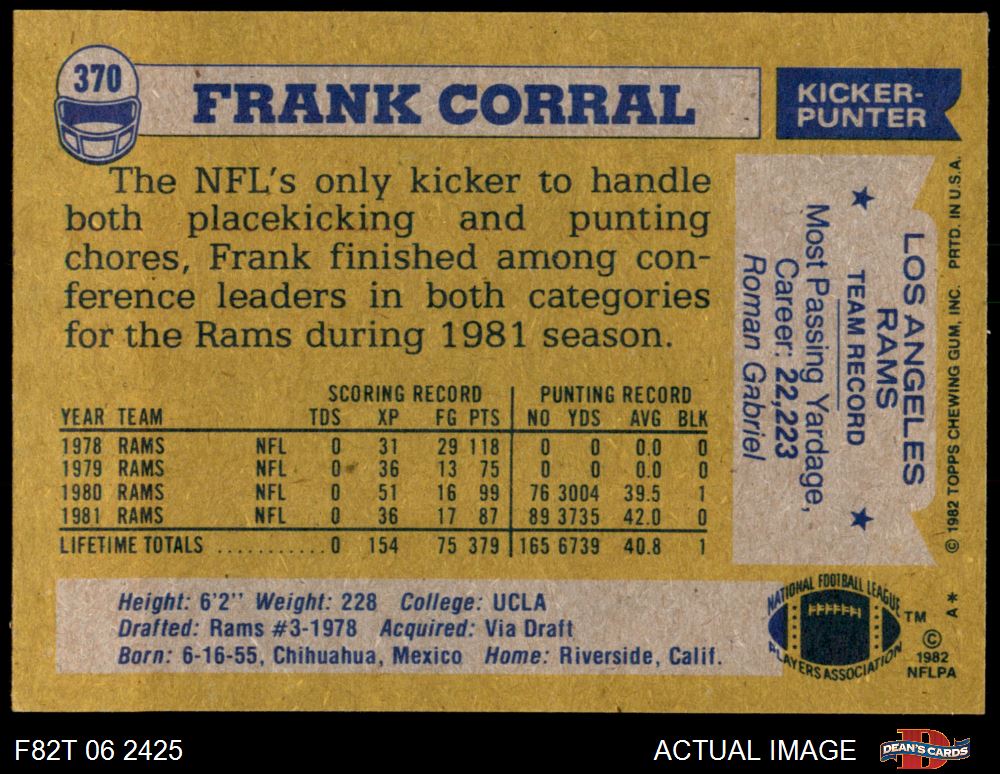 370
FRANK CORRAL
KICKER-
PUNTER
The NFL's only kicker to handle
both placekicking and punting
chores, Frank finished among con-
ference leaders in both categories
for the Rams during 1981 season.
SCORING RECORD PUNTING RECORD
YEAR TEAM TDS XP FG PTS NO YDS AVG BLK
1978 RAMS NFL 0 31 29 118 0 0 0.0 0
1979 RAMS NFL 0 36 13 75 0 0 0.0 0
1980 RAMS NFL 0 51 16 99 76 3004 39.5 1
1981 RAMS NFL 0 36 17 87 89 3735 42.0 0
LIFETIME TOTALS ...........0 154 75 379 165 6739 40.8 1
Height: 6'2" Weight: 228 College: UCLA
Drafted: Rams #3-1978 Acquired: Via Draft
Born: 6-16-55, Chihuahua, Mexico Home: Riverside, Calif.
LOS ANGELES
RAMS
★ TEAM RECORD ★
Most Passing Yardage,
Career: 22,223
Roman Gabriel
© 1982 TOPPS CHEWING GUM, INC. PRTD. IN U.S.A.
A*
NATIONAL FOOTBALL LEAGUE
PLAYERS ASSOCIATION
TM
©
1982
NFLPA
F82T 06 2425
ACTUAL IMAGE
D
DEAN'S CARDS